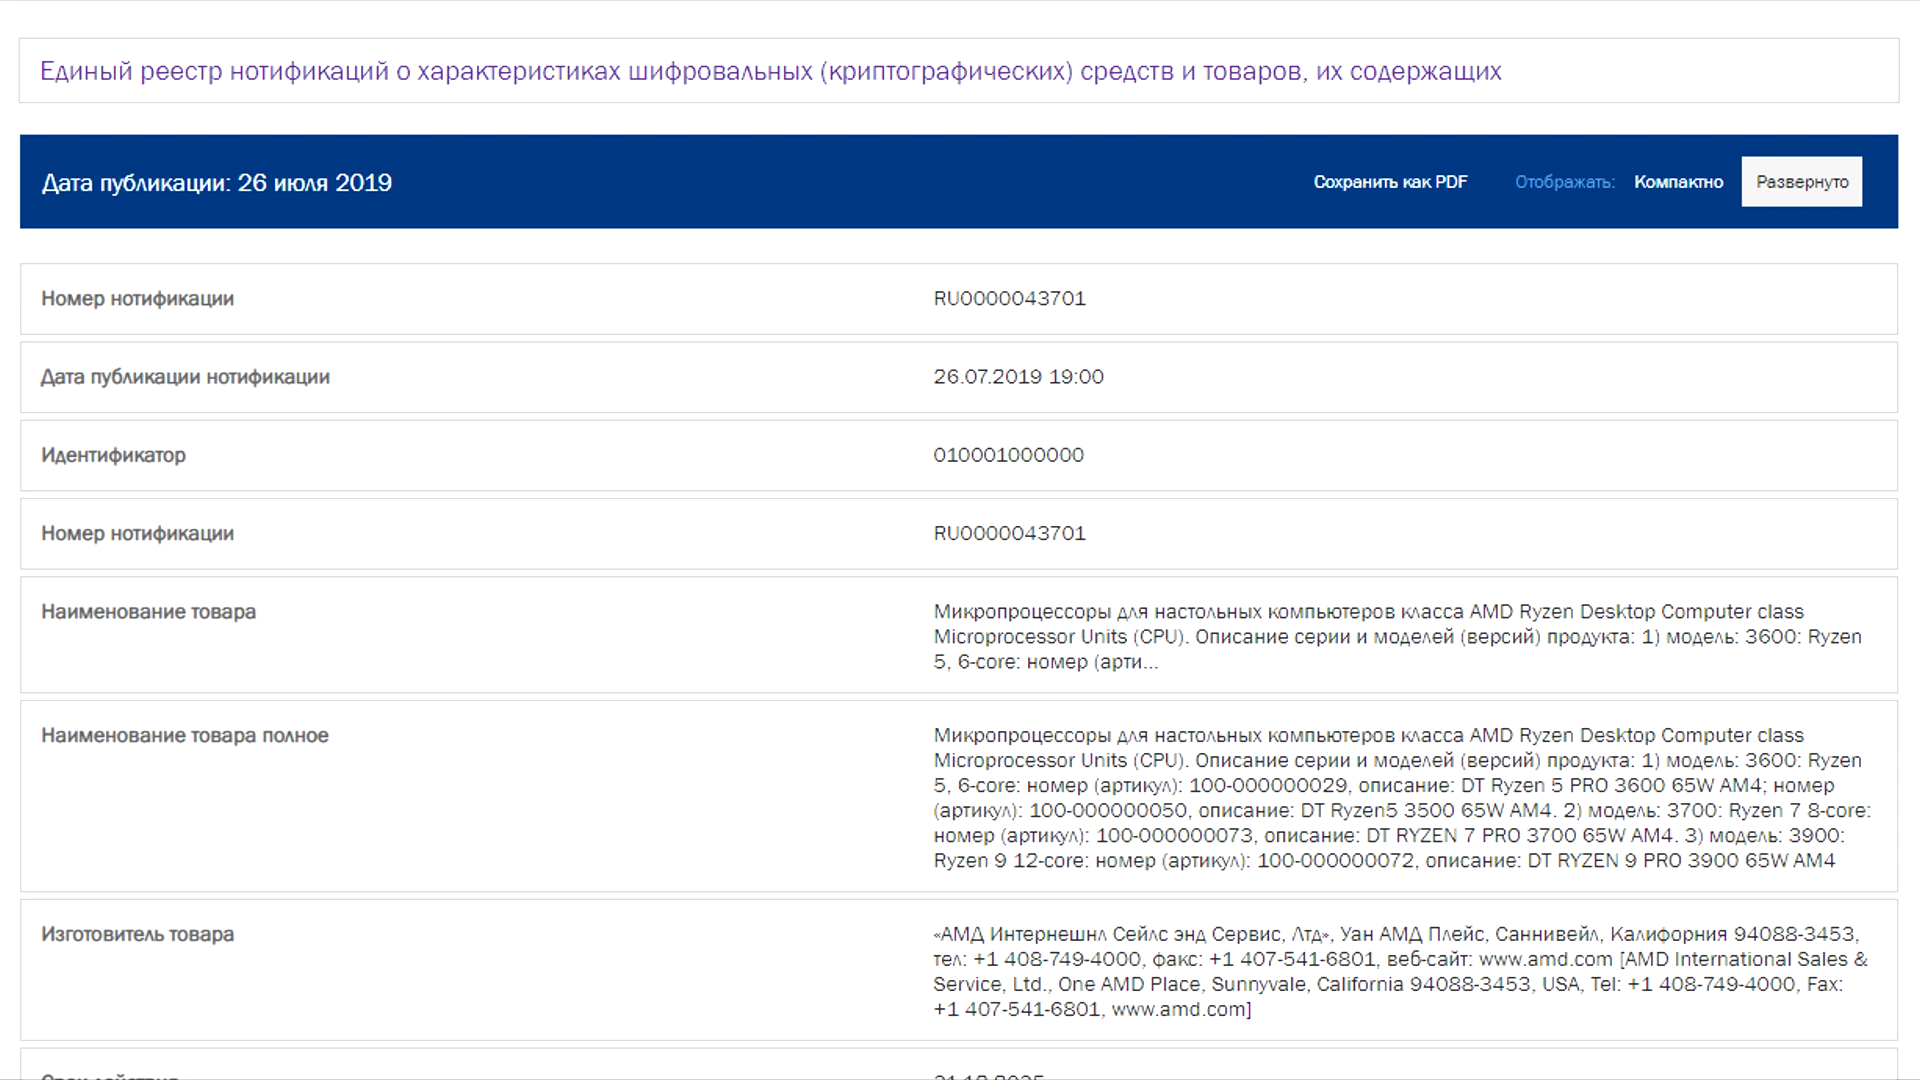 Единый реестр нотификаций о характеристиках шифровальных (криптографических) средств и товаров, их содержащих
Дата публикации: 26 июля 2019
Сохранить как PDF
Отображать:
Компактно
Развернуто
Номер нотификации
RU0000043701
Дата публикации нотификации
26.07.2019 19:00
Идентификатор
010001000000
Номер нотификации
RU0000043701
Наименование товара
Микропроцессоры для настольных компьютеров класса AMD Ryzen Desktop Computer class
Microprocessor Units (CPU). Описание серии и моделей (версий) продукта: 1) модель: 3600: Ryzen
5, 6-core: номер (арти...
Наименование товара полное
Микропроцессоры для настольных компьютеров класса AMD Ryzen Desktop Computer class
Microprocessor Units (CPU). Описание серии и моделей (версий) продукта: 1) модель: 3600: Ryzen
5, 6-core: номер (артикул): 100-000000029, описание: DT Ryzen 5 PRO 3600 65W AM4; номер
(артикул): 100-000000050, описание: DT Ryzen5 3500 65W AM4. 2) модель: 3700: Ryzen 7 8-core:
номер (артикул): 100-000000073, описание: DT RYZEN 7 PRO 3700 65W AM4. 3) модель: 3900:
Ryzen 9 12-core: номер (артикул): 100-000000072, описание: DT RYZEN 9 PRO 3900 65W AM4
Изготовитель товара
«АМД Интернешнл Сейлс энд Сервис, Лтд», Уан АМД Плейс, Саннивейл, Калифорния 94088-3453,
тел: +1 408-749-4000, факс: +1 407-541-6801, веб-сайт: www.amd.com [AMD International Sales &
Service, Ltd., One AMD Place, Sunnyvale, California 94088-3453, USA, Tel: +1 408-749-4000, Fax:
+1 407-541-6801, www.amd.com]